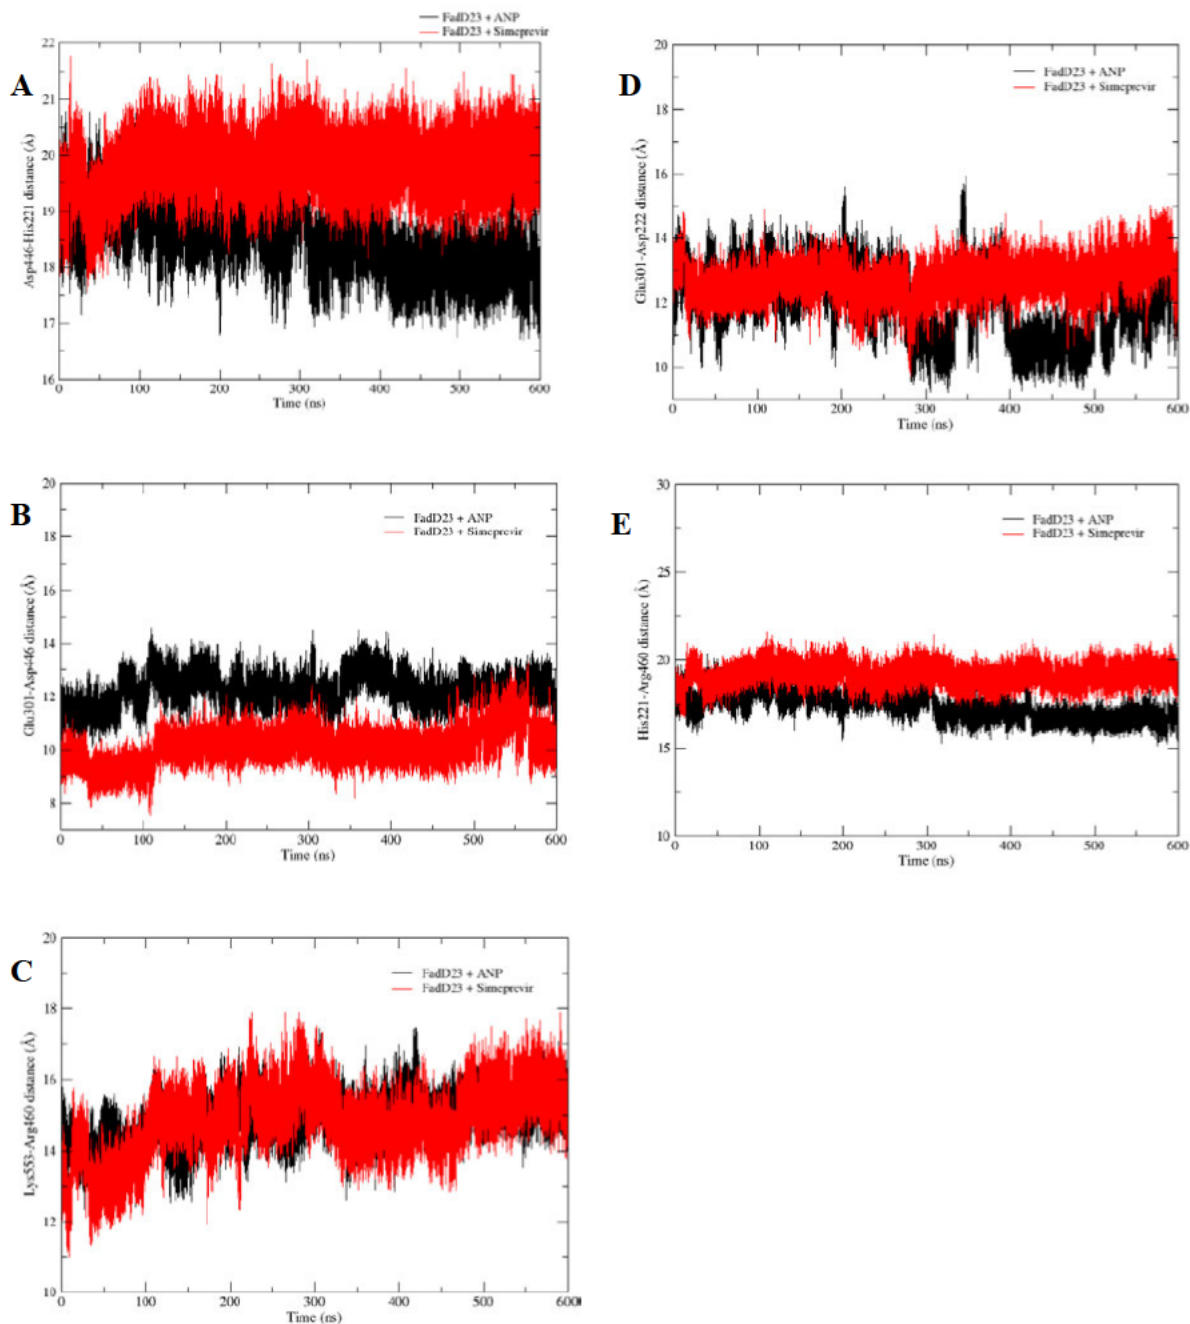 FadD23 + ANP
FadD23 + Simeprevir
A
22
21
20
19
18
17
16
Asp446-His221 distance (Å)
0 100 200 300 400 500 600
Time (ns)
D
FadD23 + ANP
FadD23 + Simeprevir
20
18
16
14
12
10
Glu301-Asp222 distance (Å)
0 100 200 300 400 500 600
Time (ns)
B
FadD23 + ANP
FadD23 + Simeprevir
20
18
16
14
12
10
8
Glu301-Asp446 distance (Å)
0 100 200 300 400 500 600
Time (ns)
E
FadD23 + ANP
FadD23 + Simeprevir
30
25
20
15
10
His221-Arg460 distance (Å)
0 100 200 300 400 500 600
Time (ns)
C
FadD23 + ANP
FadD23 + Simeprevir
20
18
16
14
12
10
Lys553-Arg460 distance (Å)
0 100 200 300 400 500 600
Time (ns)